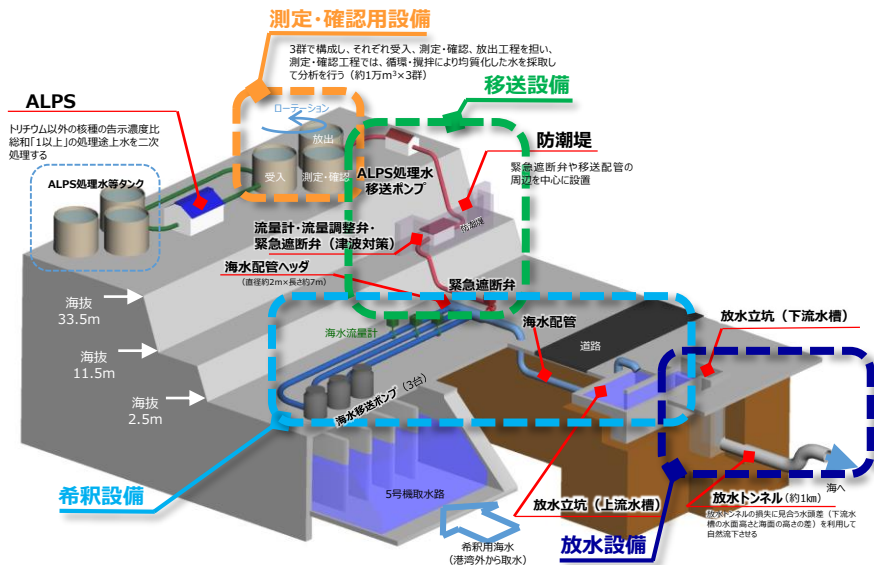 測定・確認用設備
3群で構成し、それぞれ受入、測定・確認、放出工程を担い、
測定・確認工程では、循環・攪拌により均質化した水を採取し
て分析を行う（約1万m³×3群）
移送設備
ALPS
トリチウム以外の核種の告示濃度比
総和「1以上」の処理途上水を二次
処理する
ローテーション
放出
受入
測定・確認
防潮堤
緊急遮断弁や移送配管の
周辺を中心に設置
ALPS処理水等タンク
ALPS処理水
移送ポンプ
防潮堤
流量計・流量調整弁・
緊急遮断弁（津波対策）
海水配管ヘッダ
（直径約2m×長さ約7m）
緊急遮断弁
海抜
33.5m
海水流量計
海水配管
道路
放水立坑（下流水槽）
海抜
11.5m
海抜
2.5m
海水移送ポンプ（3台）
希釈設備
5号機取水路
放水立坑（上流水槽）
海へ
放水トンネル（約1km）
放水トンネルの損失に見合う水頭差（下流水
槽の水面高さと海面の高さの差）を利用して
自然流下させる
放水設備
希釈用海水
（港湾外から取水）